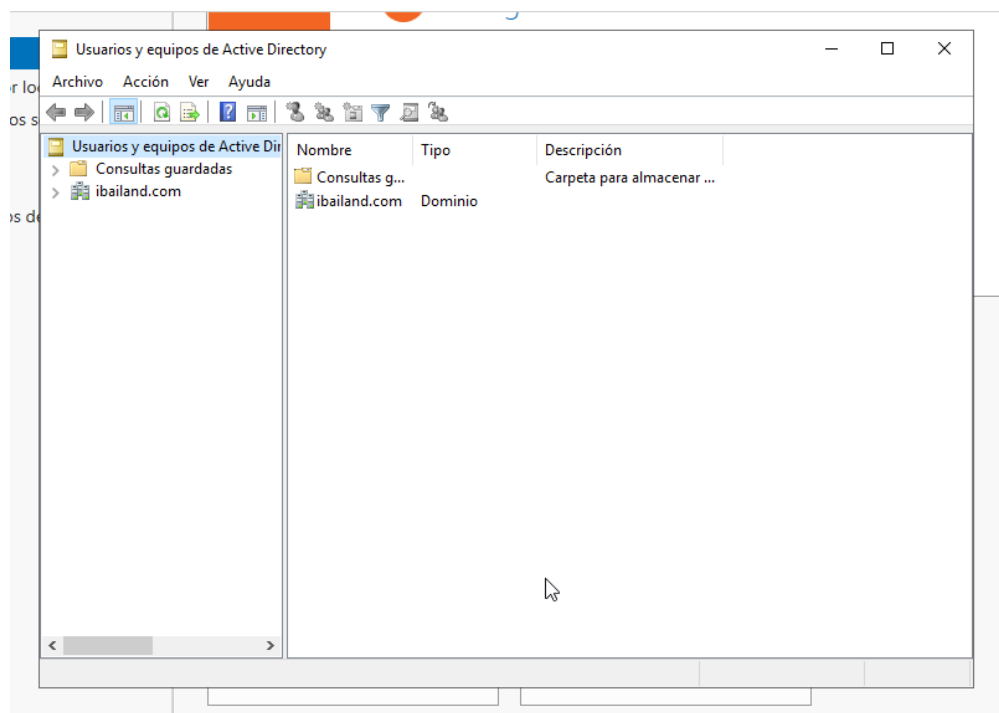 Usuarios y equipos de Active Directory
Archivo Acción Ver Ayuda
Usuarios y equipos de Active Dir
Consultas guardadas
ibailand.com
Nombre Tipo Descripción
Consultas g... Carpeta para almacenar ...
ibailand.com Dominio